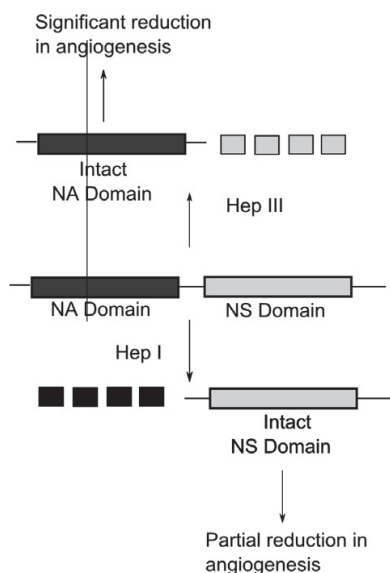 Significant reduction
in angiogenesis
Intact
NA Domain
Hep III
NA Domain
NS Domain
Hep I
Intact
NS Domain
Partial reduction in
angiogenesis